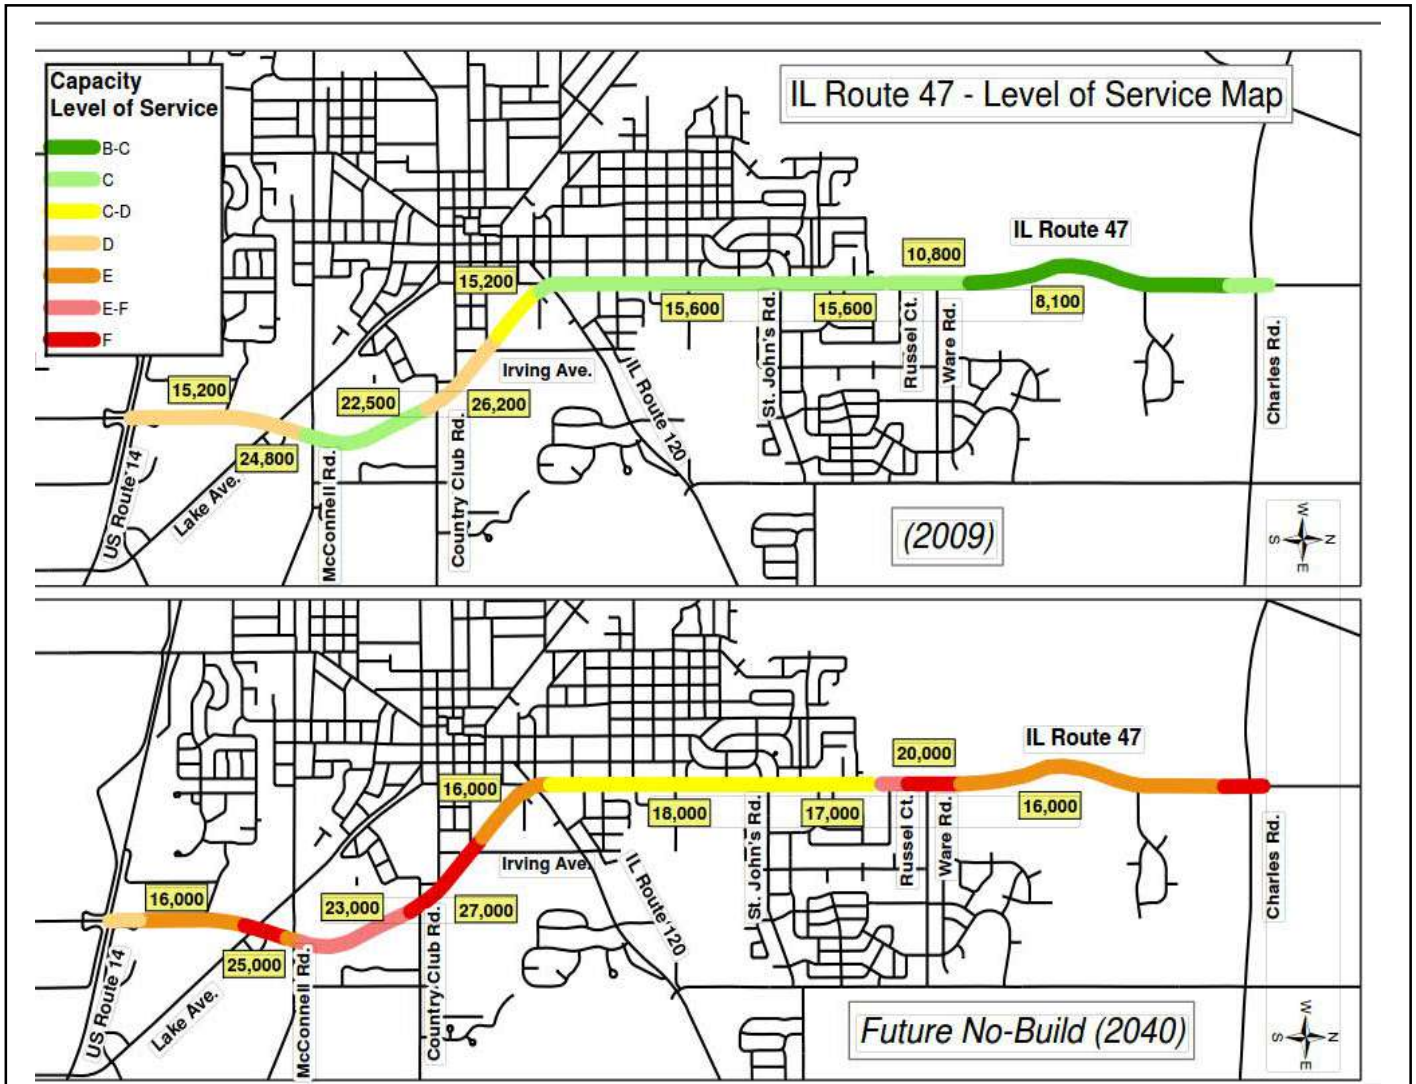 Capacity
Level of Service
B-C
C
C-D
D
E
E-F
F
IL Route 47 - Level of Service Map
IL Route 47
10,800
15,200
15,600
15,600
8,100
St. John's Rd.
Russel Ct.
Ware Rd.
Charles Rd.
Irving Ave.
IL Route 120
15,200
22,500
26,200
24,800
US Route 14
Lake Ave.
McConnell Rd.
Country Club Rd.
(2009)
W
S
N
E
IL Route 47
20,000
16,000
18,000
17,000
16,000
St. John's Rd.
Russel Ct.
Ware Rd.
Charles Rd.
Irving Ave.
IL Route 120
16,000
23,000
27,000
25,000
US Route 14
Lake Ave.
McConnell Rd.
Country Club Rd.
Future No-Build (2040)
W
S
N
E